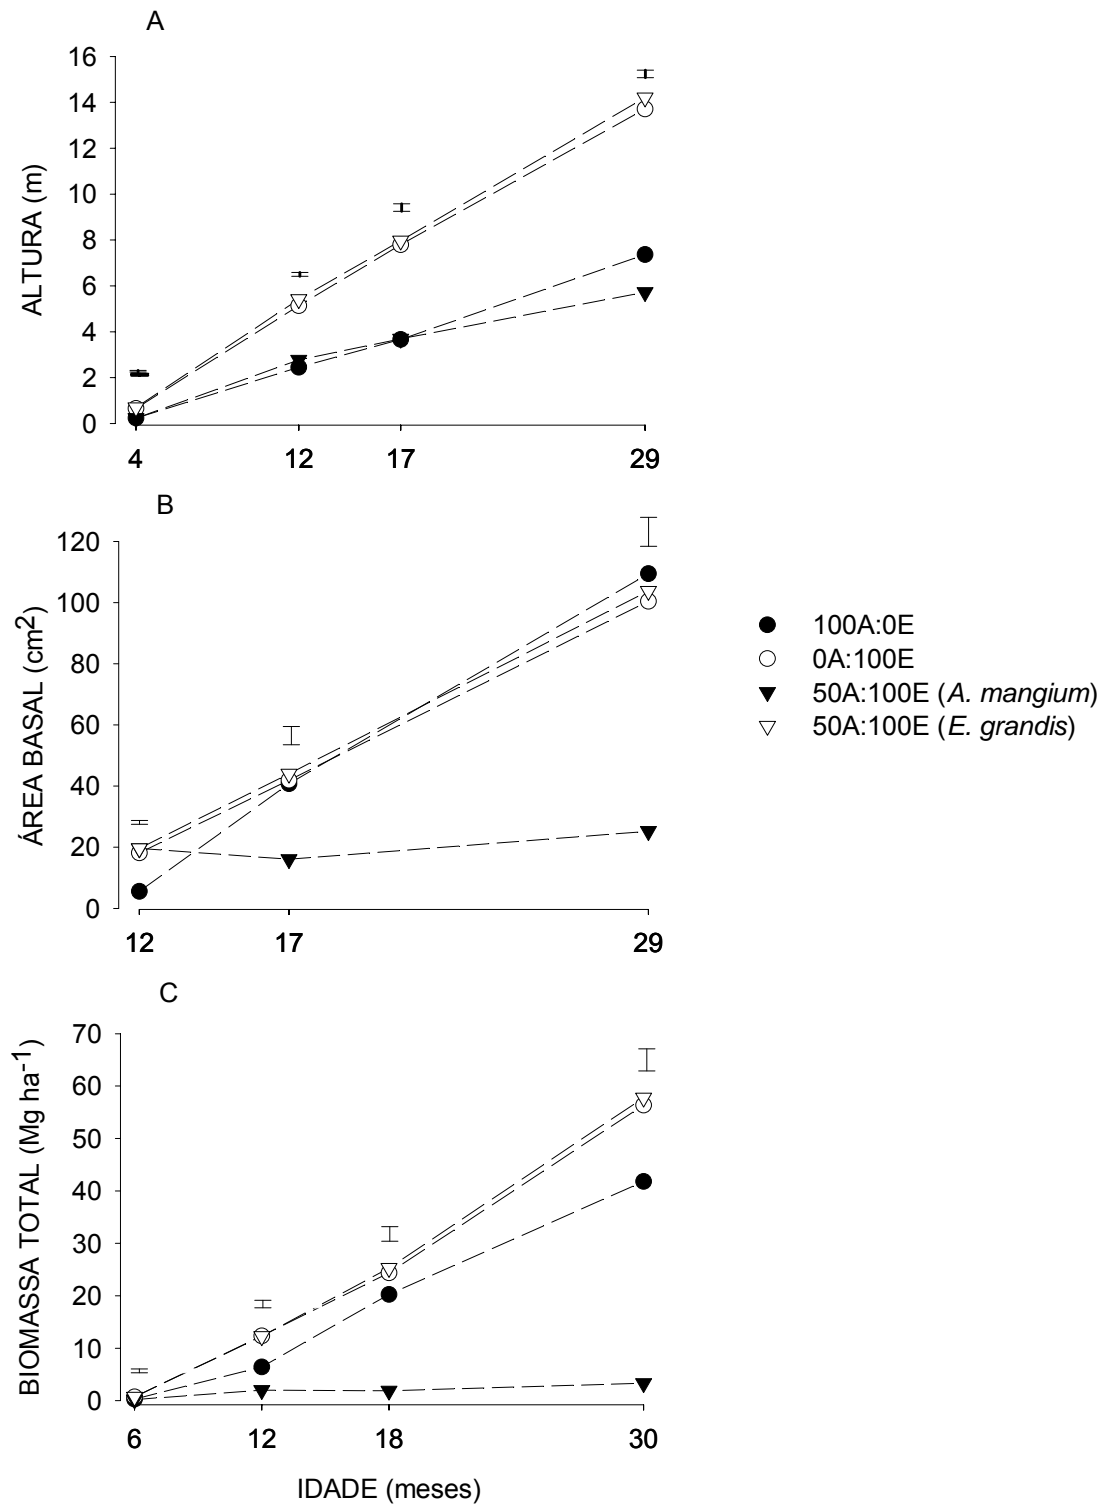 A
ALTURA (m)
16
14
12
10
8
6
4
2
0
4 12 17 29
B
ÁREA BASAL (cm²)
120
100
80
60
40
20
0
12 17 29
100A:0E
0A:100E
50A:100E (A. mangium)
50A:100E (E. grandis)
C
BIOMASSA TOTAL (Mg ha⁻¹)
70
60
50
40
30
20
10
0
6 12 18 30
IDADE (meses)